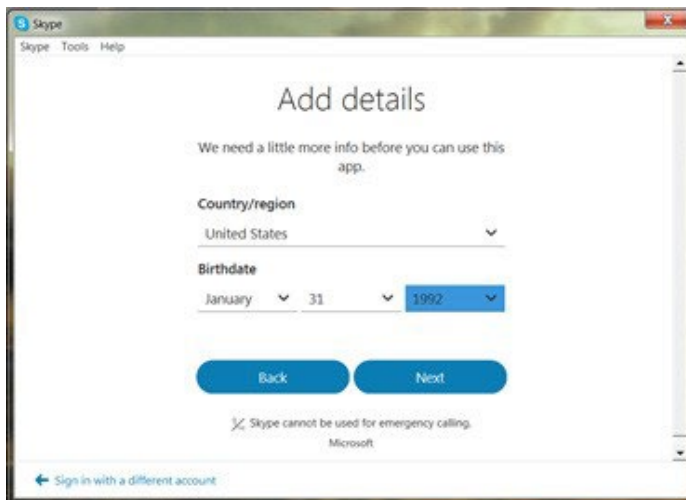 Skype
Skype Tools Help
Add details
We need a little more info before you can use this
app.
Country/region
United States
Birthdate
January 31 1992
Back Next
Skype cannot be used for emergency calling.
Microsoft
Sign in with a different account